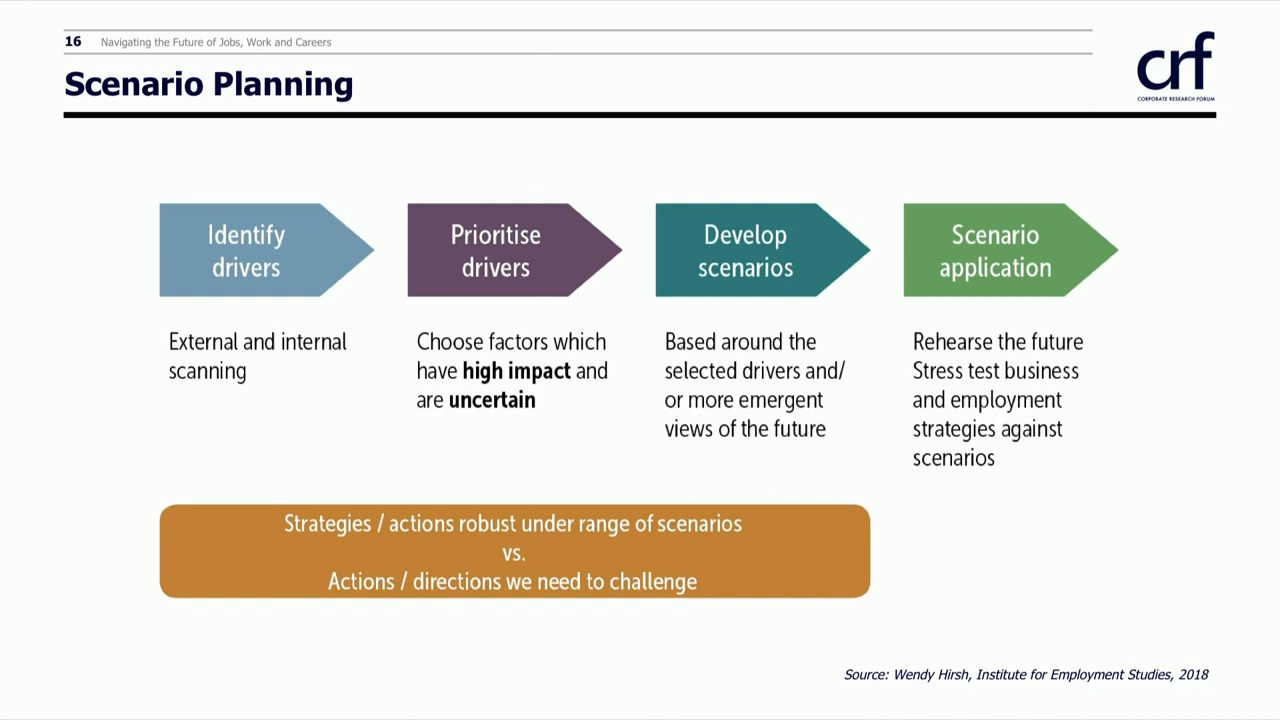 16 Navigating the Future of Jobs, Work and Careers
crf
CORPORATE RESEARCH FORUM
Scenario Planning
Identify
drivers
Prioritise
drivers
Develop
scenarios
Scenario
application
External and internal
scanning
Choose factors which
have high impact and
are uncertain
Based around the
selected drivers and/
or more emergent
views of the future
Rehearse the future
Stress test business
and employment
strategies against
scenarios
Strategies / actions robust under range of scenarios
vs.
Actions / directions we need to challenge
Source: Wendy Hirsh, Institute for Employment Studies, 2018